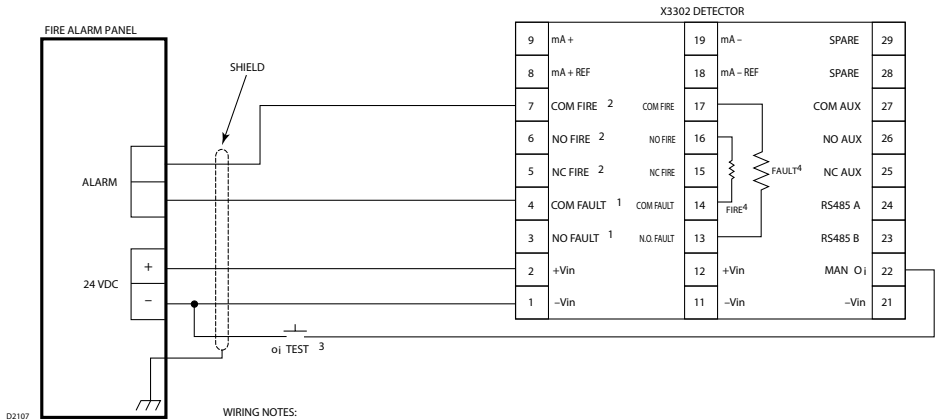 X3302 DETECTOR
FIRE ALARM PANEL
SHIELD
ALARM
24 VDC
+
–
9 mA +
8 mA + REF
7 COM FIRE 2
6 NO FIRE 2
5 NC FIRE 2
4 COM FAULT 1
3 NO FAULT 1
2 +Vin
1 –Vin
19 mA –
18 mA – REF
COM FIRE 17
NO FIRE 16
NC FIRE 15
COM FAULT 14
N.O. FAULT 13
12 +Vin
11 –Vin
FAULT4
FIRE4
SPARE 29
SPARE 28
COM AUX 27
NO AUX 26
NC AUX 25
RS485 A 24
RS485 B 23
MAN Oi 22
–Vin 21
oi TEST 3
D2107
WIRING NOTES: